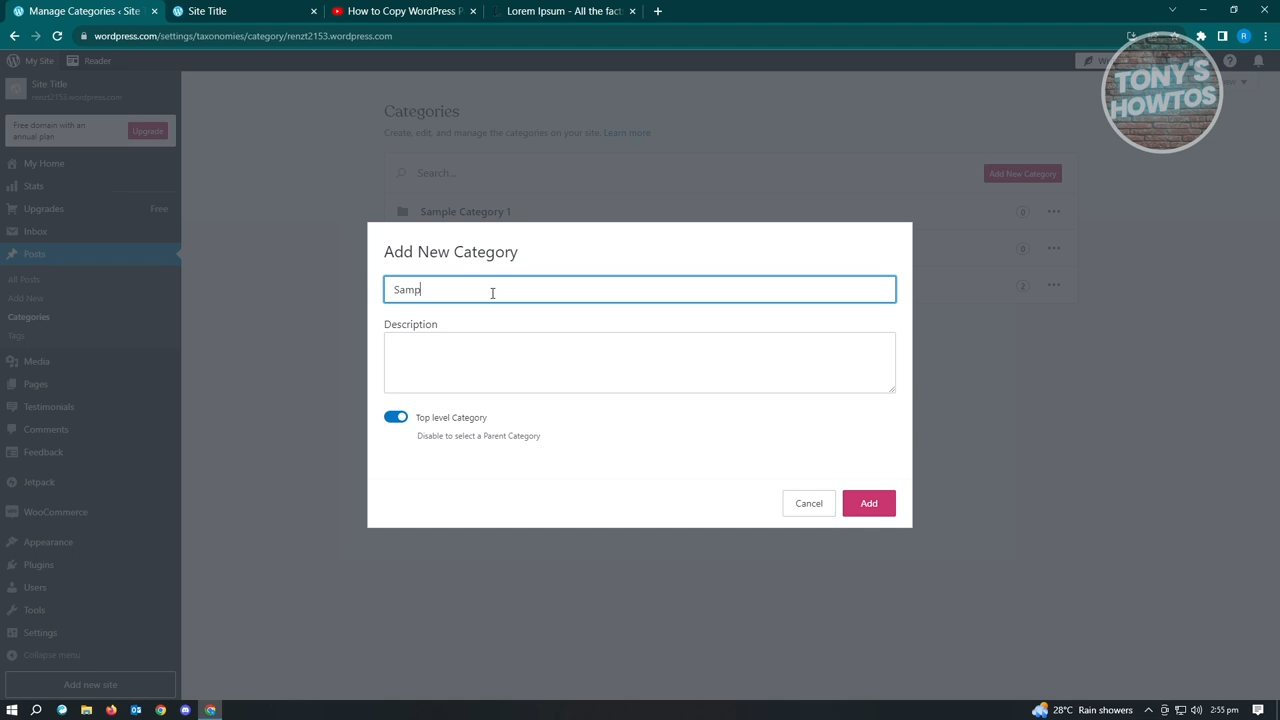 Manage Categories ‹ S
Site Title
How to Copy WordPress P
Lorem Ipsum - All the fact
wordpress.com/settings/taxonomies/category/renzt2153.wordpress.com
R
My Site
Reader
W
TONY'S
HOWTOS
Site Title
renzt2153.wordpress.com
Free domain with an
annual plan
Upgrade
My Home
Stats
Upgrades
Free
Inbox
Posts
All Posts
Add New
Categories
Tags
Media
Pages
Testimonials
Comments
Feedback
Jetpack
WooCommerce
Appearance
Plugins
Users
Tools
Settings
Collapse menu
Add new site
Categories
Create, edit, and manage the categories on your site. Learn more
Search...
Add New Category
Sample Category 1
0
0
2
Add New Category
Samp
Description
Top level Category
Disable to select a Parent Category
Cancel
Add
28°C Rain showers
2:55 pm